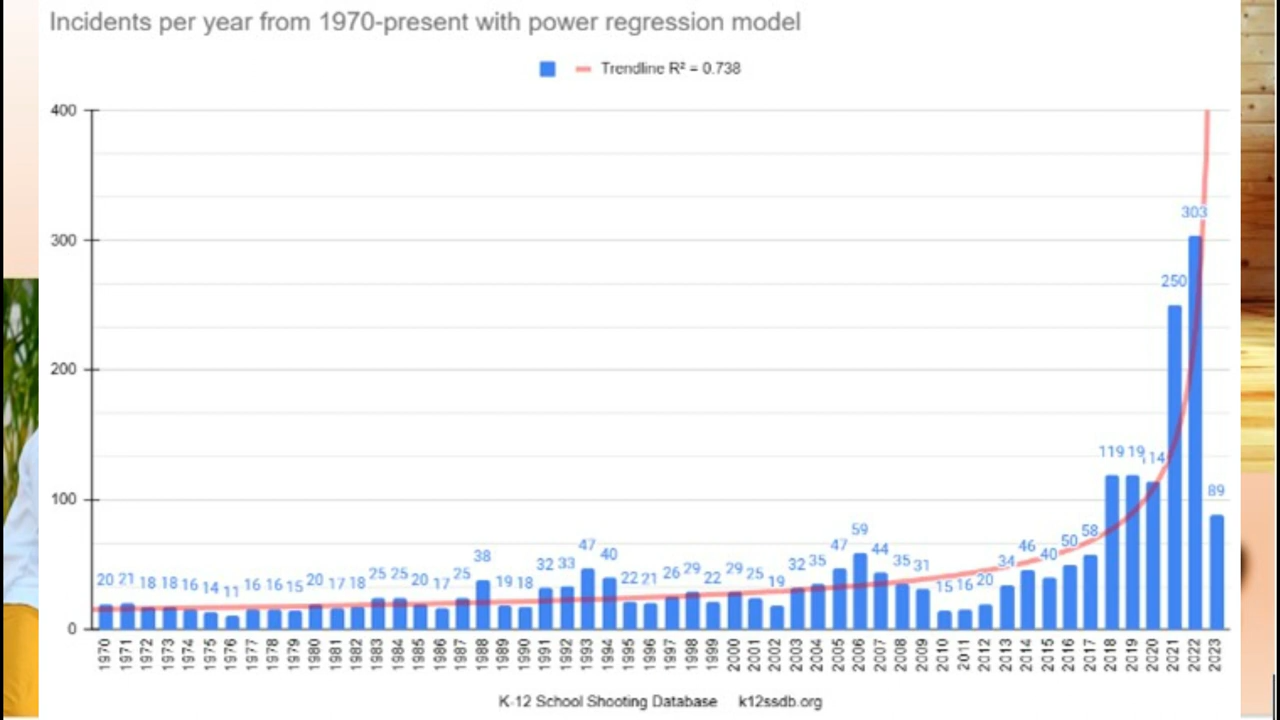 Incidents per year from 1970-present with power regression model
Trendline R² = 0.738
400
300
200
100
0
20 21 18 18 16 14 11 16 16 15 20 17 18 25 25 20 17 25 38 19 18 32 33 47 40 22 21 26 29 22 29 25 19 32 35 47 59 44 35 31 15 16 20 34 46 40 50 58 119 19 114 250 303 89
1970 1971 1972 1973 1974 1975 1976 1977 1978 1979 1980 1981 1982 1983 1984 1985 1986 1987 1988 1989 1990 1991 1992 1993 1994 1995 1996 1997 1998 1999 2000 2001 2002 2003 2004 2005 2006 2007 2008 2009 2010 2011 2012 2013 2014 2015 2016 2017 2018 2019 2020 2021 2022 2023
K-12 School Shooting Database k12ssdb.org